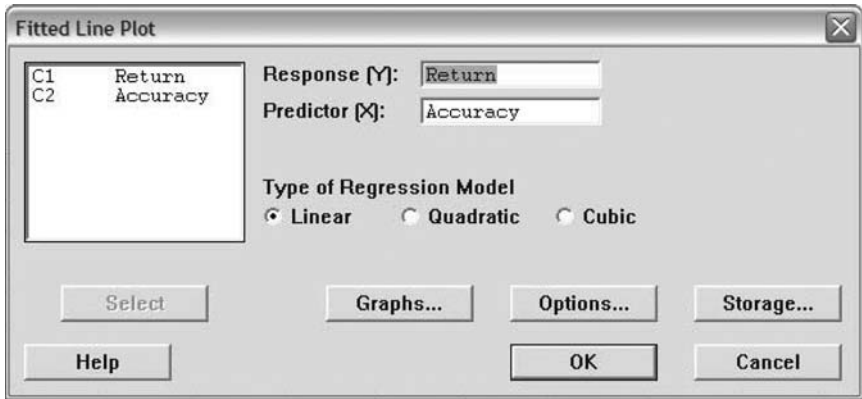 Fitted Line Plot
C1 Return
C2 Accuracy
Response (Y): Return
Predictor (X): Accuracy
Type of Regression Model
Linear Quadratic Cubic
Select Graphs... Options... Storage...
Help OK Cancel